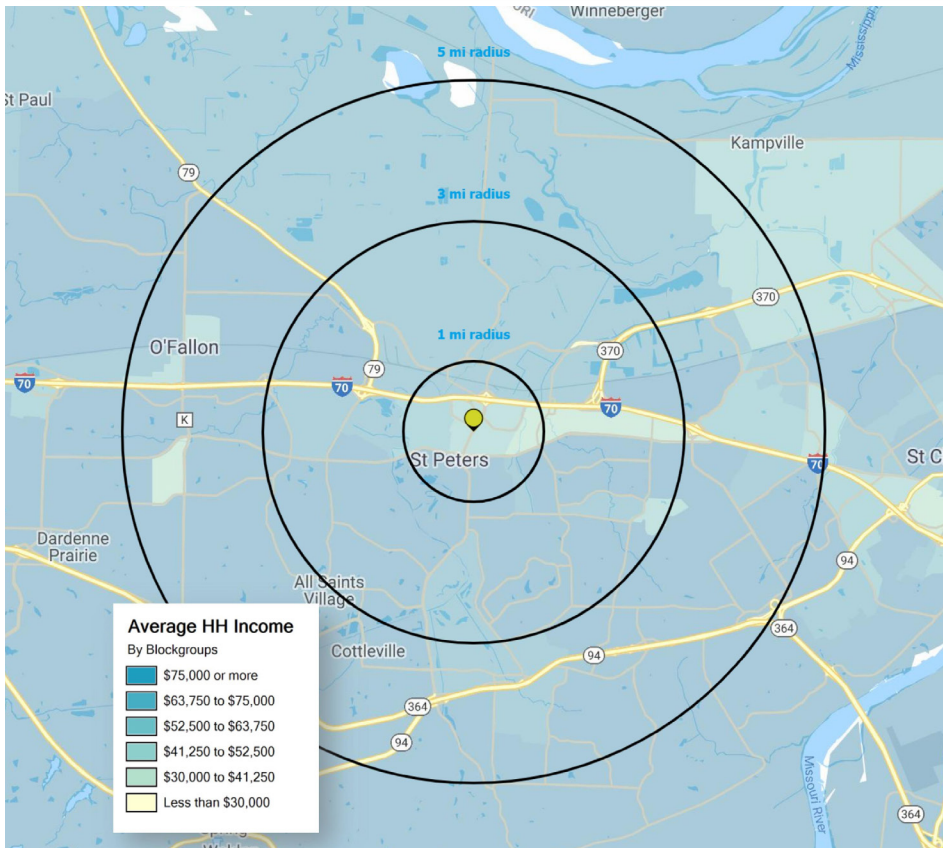 URI
Winneberger
5 mi radius
Mississippi
St Paul
Kampville
79
3 mi radius
370
1 mi radius
O'Fallon
370
79
70
70
70
K
St Peters
St C
70
Dardenne
Prairie
94
All Saints
Village
364
Cottleville
94
364
94
Missouri River
364
Average HH Income
By Blockgroups
$75,000 or more
$63,750 to $75,000
$52,500 to $63,750
$41,250 to $52,500
$30,000 to $41,250
Less than $30,000